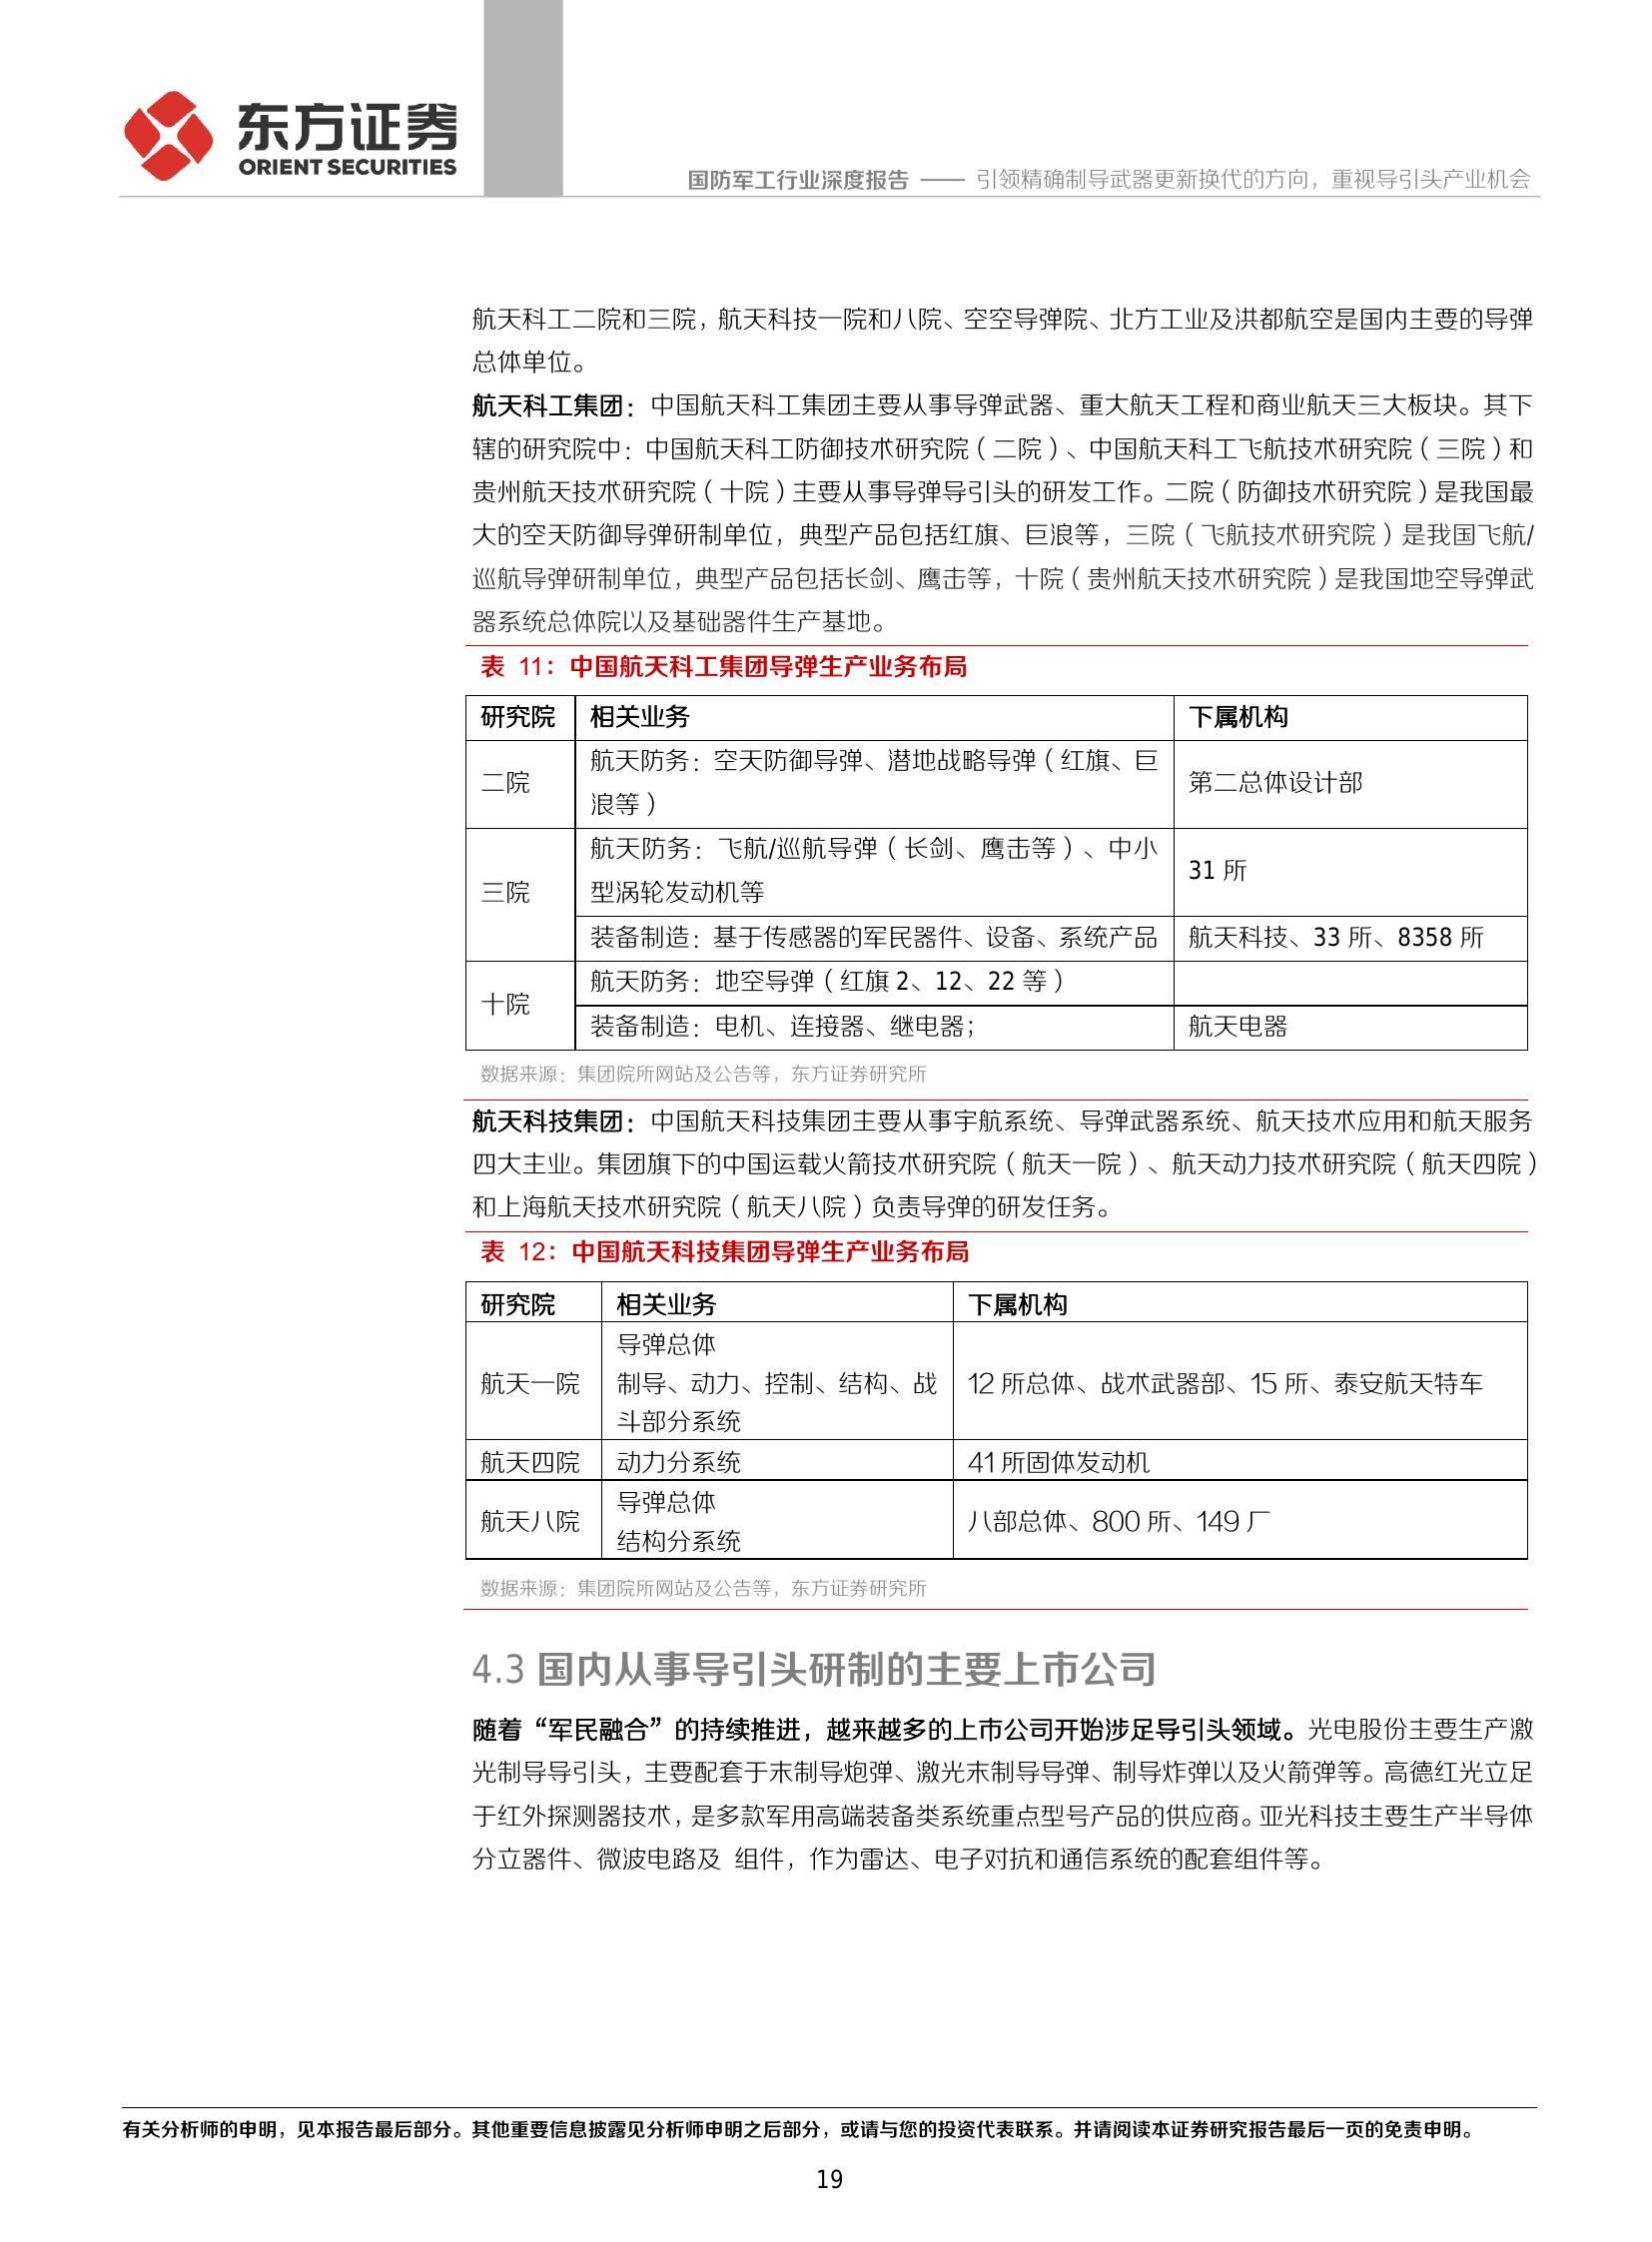 东方证券
ORIENT SECURITIES
国防军工行业深度报告 —— 引领精确制导武器更新换代的方向，重视导引头产业机会
航天科工二院和三院，航天科技一院和八院、空空导弹院、北方工业及洪都航空是国内主要的导弹
总体单位。
航天科工集团：中国航天科工集团主要从事导弹武器、重大航天工程和商业航天三大板块。其下
辖的研究院中：中国航天科工防御技术研究院（二院）、中国航天科工飞航技术研究院（三院）和
贵州航天技术研究院（十院）主要从事导弹导引头的研发工作。二院（防御技术研究院）是我国最
大的空天防御导弹研制单位，典型产品包括红旗、巨浪等，三院（飞航技术研究院）是我国飞航/
巡航导弹研制单位，典型产品包括长剑、鹰击等，十院（贵州航天技术研究院）是我国地空导弹武
器系统总体院以及基础器件生产基地。
表 11：中国航天科工集团导弹生产业务布局
研究院 相关业务 下属机构
二院 航天防务：空天防御导弹、潜地战略导弹（红旗、巨
浪等） 第二总体设计部
三院 航天防务：飞航/巡航导弹（长剑、鹰击等）、中小
型涡轮发动机等 31 所
装备制造：基于传感器的军民器件、设备、系统产品 航天科技、33 所、8358 所
十院 航天防务：地空导弹（红旗 2、12、22 等）
装备制造：电机、连接器、继电器； 航天电器
数据来源：集团院所网站及公告等，东方证券研究所
航天科技集团：中国航天科技集团主要从事宇航系统、导弹武器系统、航天技术应用和航天服务
四大主业。集团旗下的中国运载火箭技术研究院（航天一院）、航天动力技术研究院（航天四院）
和上海航天技术研究院（航天八院）负责导弹的研发任务。
表 12：中国航天科技集团导弹生产业务布局
研究院 相关业务 下属机构
航天一院 导弹总体
制导、动力、控制、结构、战 12 所总体、战术武器部、15 所、泰安航天特车
斗部分系统
航天四院 动力分系统 41 所固体发动机
航天八院 导弹总体
结构分系统 八部总体、800 所、149 厂
数据来源：集团院所网站及公告等，东方证券研究所
4.3 国内从事导引头研制的主要上市公司
随着“军民融合”的持续推进，越来越多的上市公司开始涉足导引头领域。光电股份主要生产激
光制导导引头，主要配套于末制导炮弹、激光末制导导弹、制导炸弹以及火箭弹等。高德红光立足
于红外探测器技术，是多款军用高端装备类系统重点型号产品的供应商。亚光科技主要生产半导体
分立器件、微波电路及 组件，作为雷达、电子对抗和通信系统的配套组件等。
有关分析师的申明，见本报告最后部分。其他重要信息披露见分析师申明之后部分，或请与您的投资代表联系。并请阅读本证券研究报告最后一页的免责申明。
19